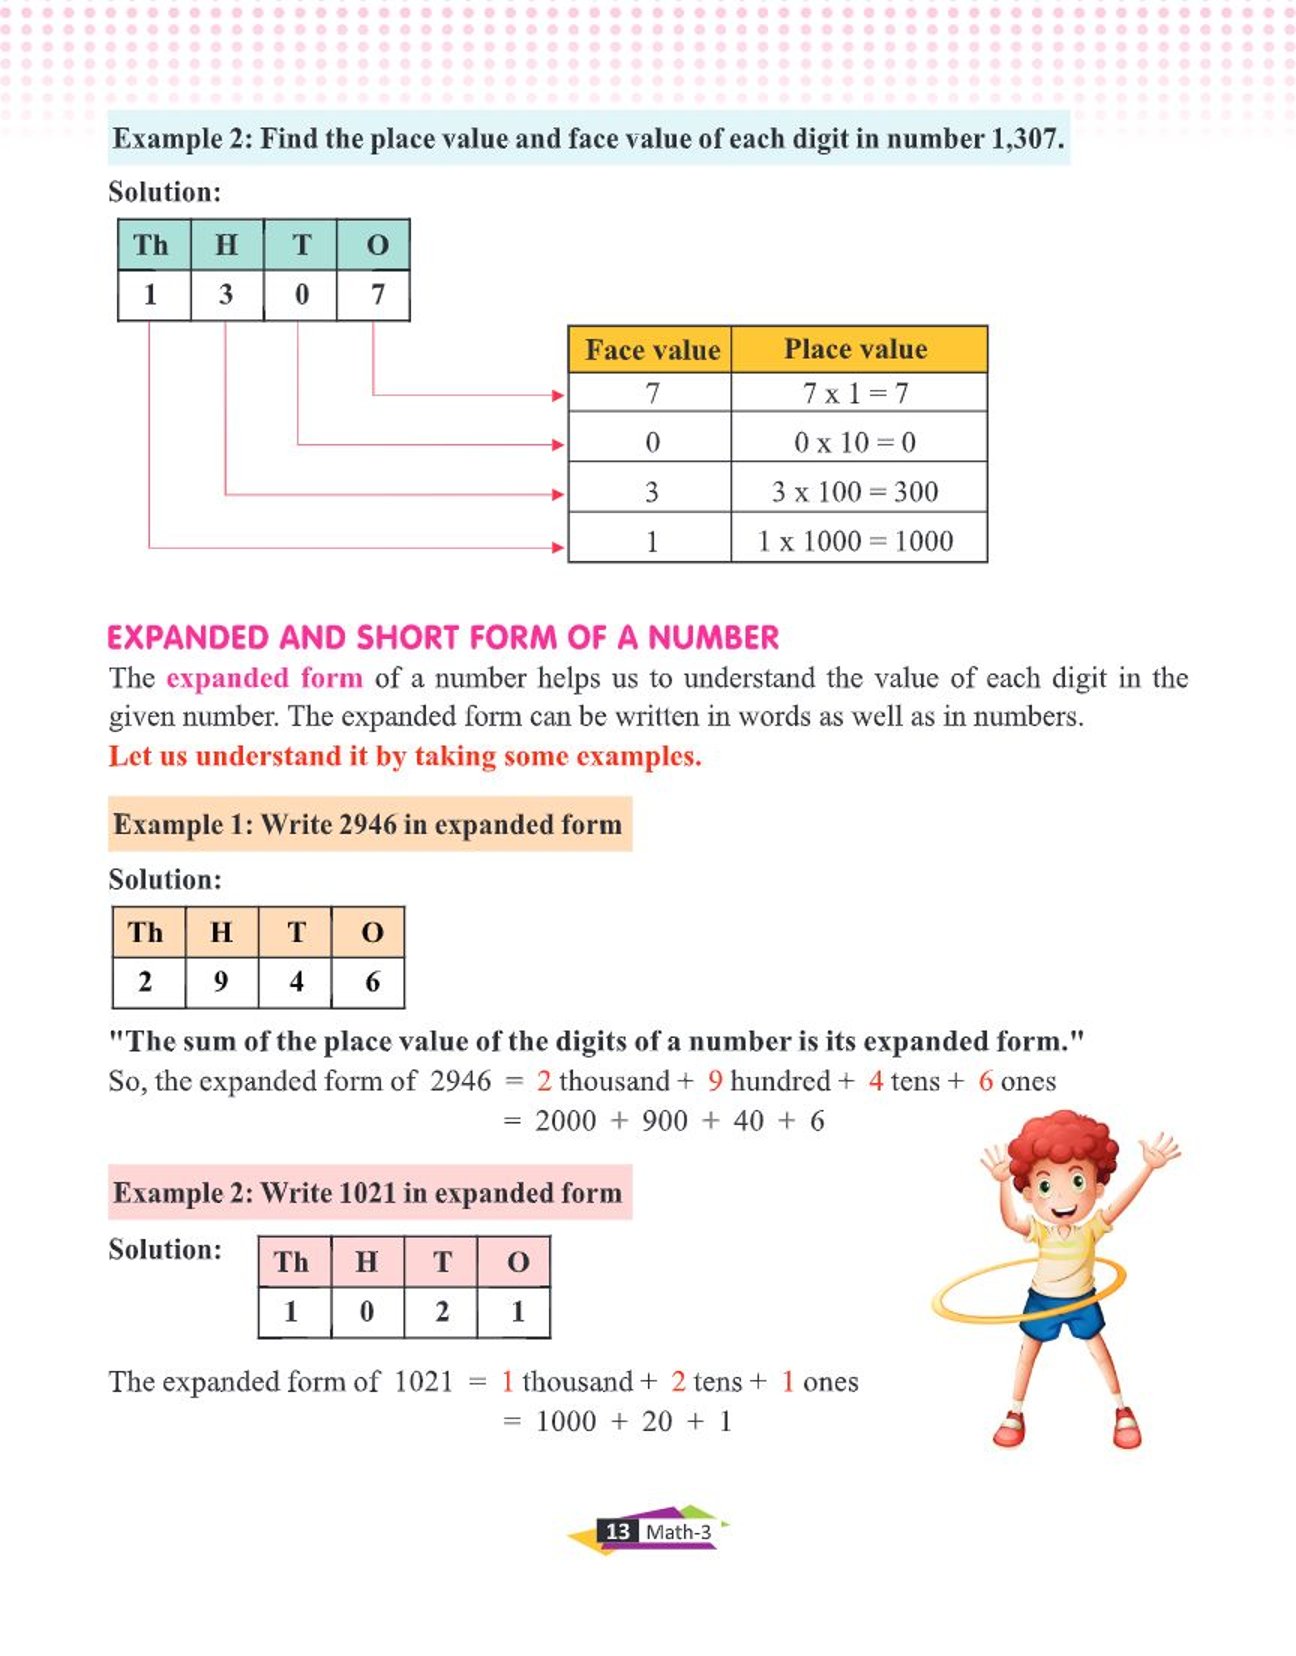 Example 2: Find the place value and face value of each digit in number 1,307.
Solution:
Th H T O
1 3 0 7
Face value Place value
7 7 x 1 = 7
0 0 x 10 = 0
3 3 x 100 = 300
1 1 x 1000 = 1000
EXPANDED AND SHORT FORM OF A NUMBER
The expanded form of a number helps us to understand the value of each digit in the
given number. The expanded form can be written in words as well as in numbers.
Let us understand it by taking some examples.
Example 1: Write 2946 in expanded form
Solution:
Th H T O
2 9 4 6
"The sum of the place value of the digits of a number is its expanded form."
So, the expanded form of 2946 = 2 thousand + 9 hundred + 4 tens + 6 ones
= 2000 + 900 + 40 + 6
Example 2: Write 1021 in expanded form
Solution:
Th H T O
1 0 2 1
The expanded form of 1021 = 1 thousand + 2 tens + 1 ones
= 1000 + 20 + 1
13 Math-3